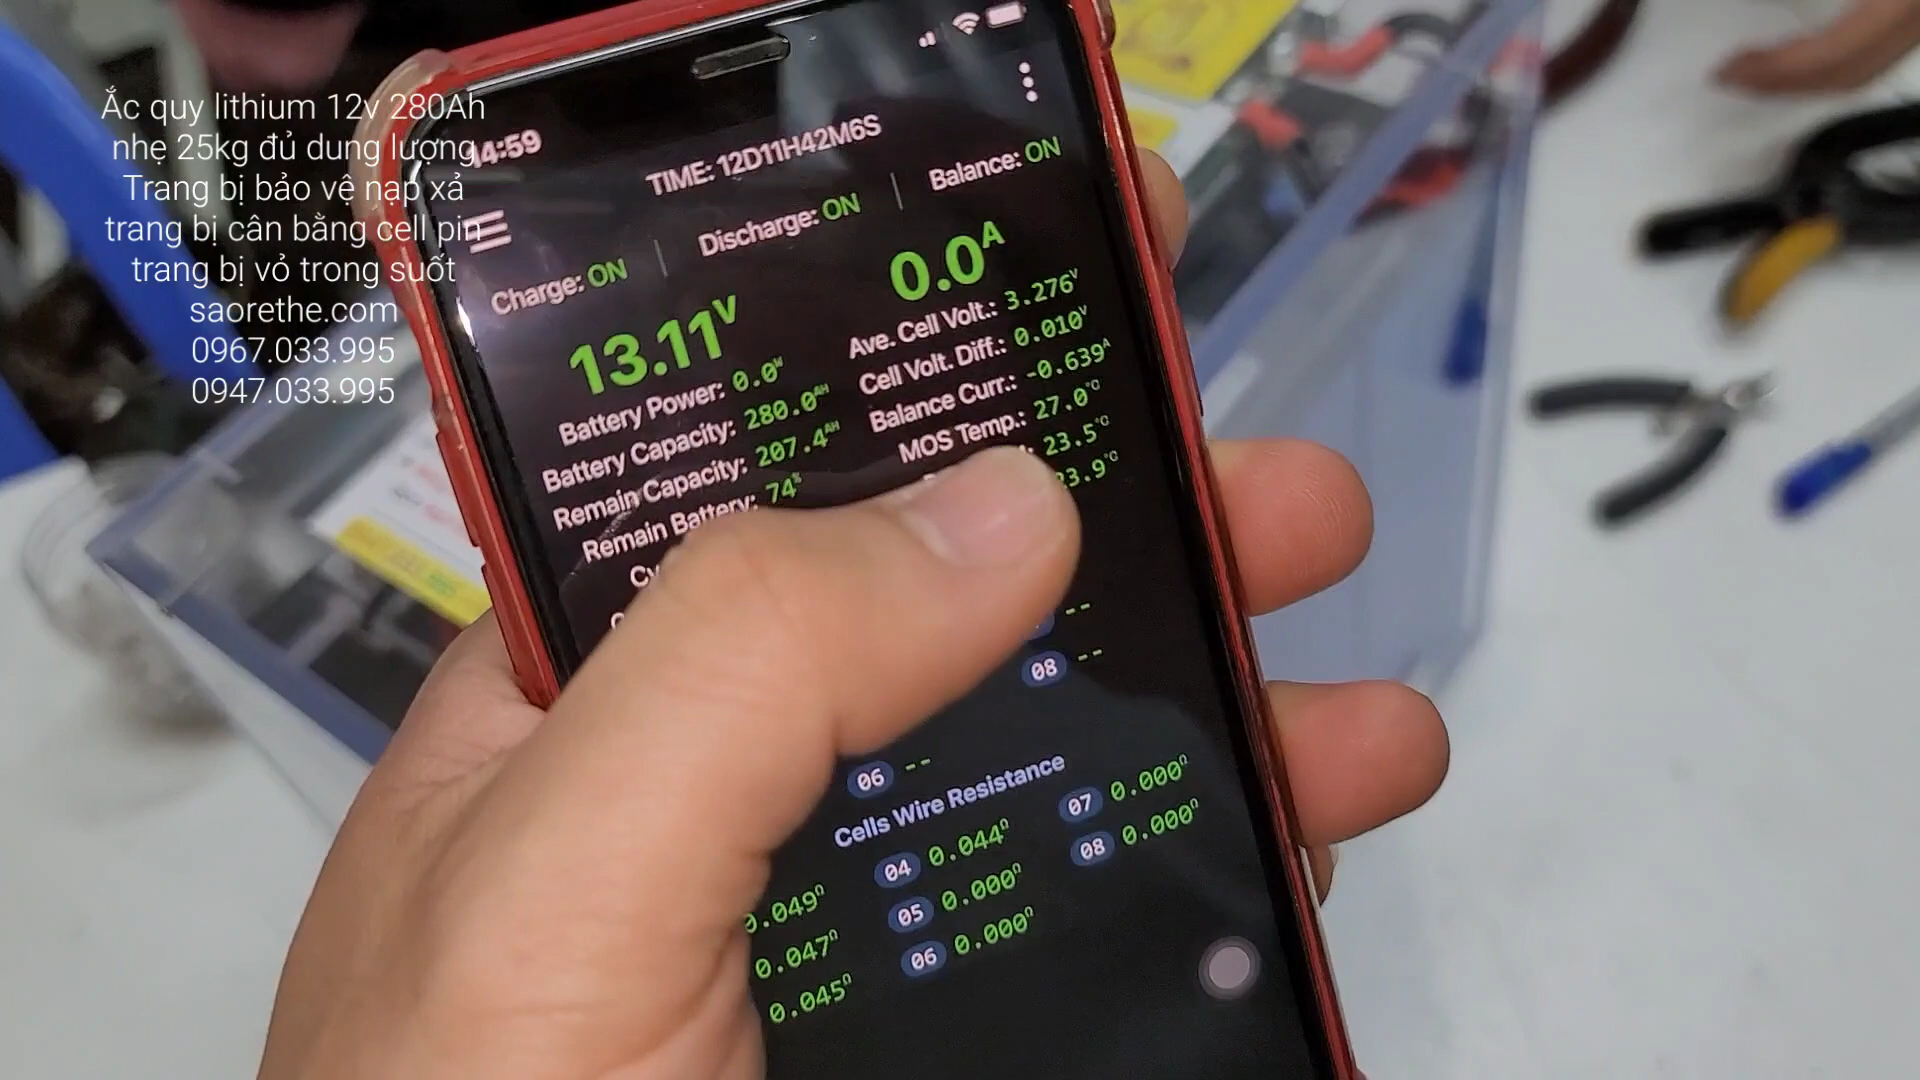 Ắc quy lithium 12v 280Ah
nhẹ 25kg đủ dung lượng
Trang bị bảo vệ nạp xả
trang bị cân bằng cell pin
trang bị vỏ trong suốt
saorethe.com
0967.033.995
0947.033.995
14:59
TIME: 12D11H42M6S
Charge: ON
Discharge: ON
Balance: ON
13.11V
0.0A
Battery Power: 0.0W
Battery Capacity: 280.0AH
Remain Capacity: 207.4AH
Remain Battery: 74%
Ave. Cell Volt.: 3.276V
Cell Volt. Diff.: 0.010V
Balance Curr.: -0.639A
MOS Temp.: 27.0°C
23.5°C
23.9°C
--
08 --
06 --
Cells Wire Resistance
0.049Ω
0.047Ω
0.045Ω
04 0.044Ω
05 0.000Ω
06 0.000Ω
07 0.000Ω
08 0.000Ω